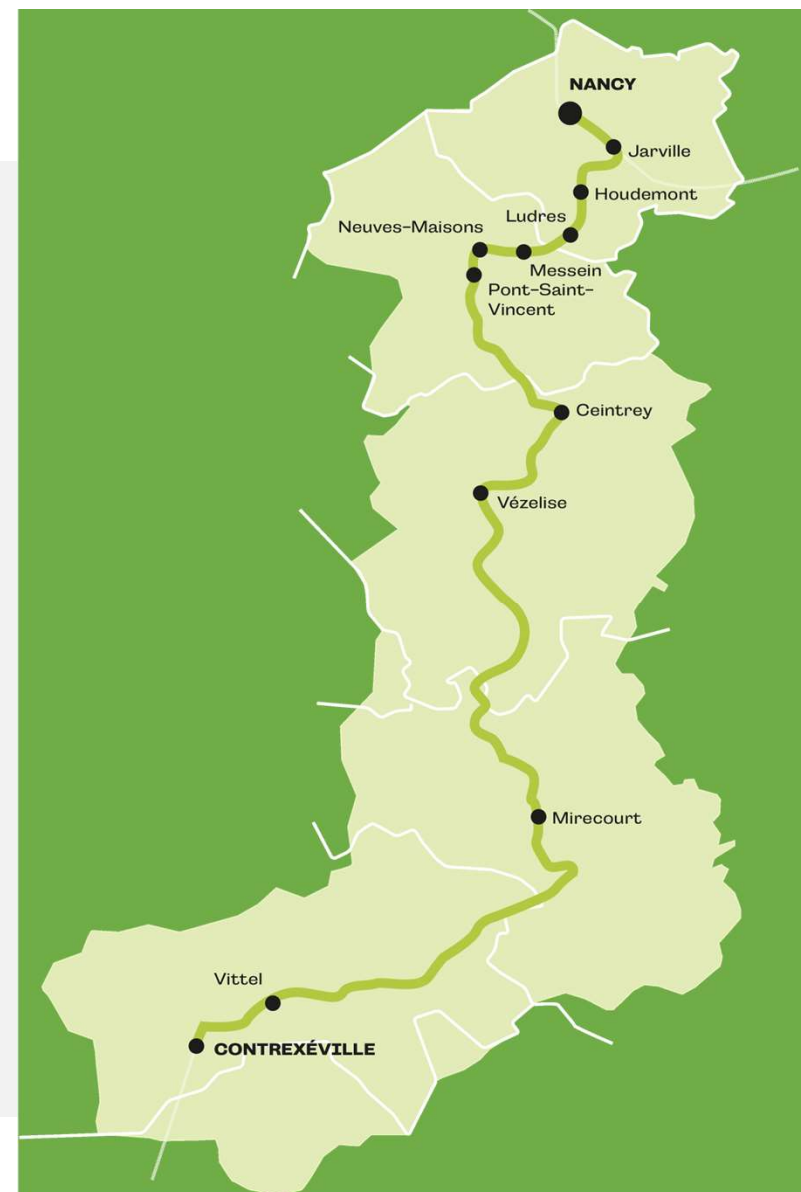 NANCY
Jarville
Houdemont
Ludres
Neuves-Maisons
Messein
Pont-Saint-
Vincent
Ceintrey
Vézelise
Mirecourt
Vittel
CONTREXÉVILLE